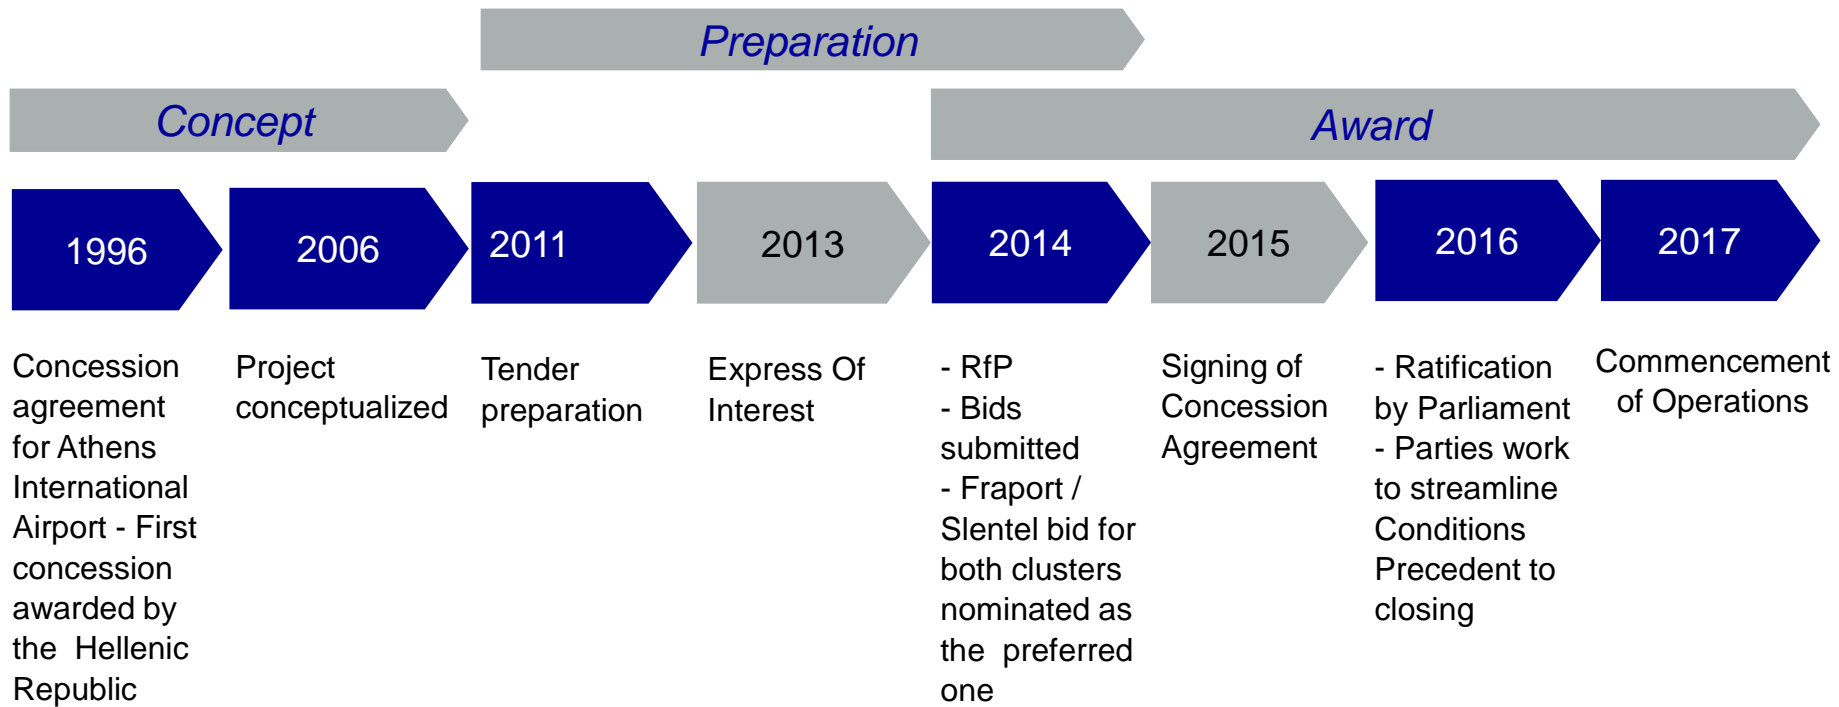 Preparation
Concept
Award
1996
2006
2011
2013
2014
2015
2016
2017
Concession
agreement
for Athens
International
Airport - First
concession
awarded by
the Hellenic
Republic
Project
conceptualized
Tender
preparation
Express Of
Interest
- RfP
- Bids
submitted
- Fraport /
Slentel bid for
both clusters
nominated as
the preferred
one
Signing of
Concession
Agreement
- Ratification
by Parliament
- Parties work
to streamline
Conditions
Precedent to
closing
Commencement
of Operations